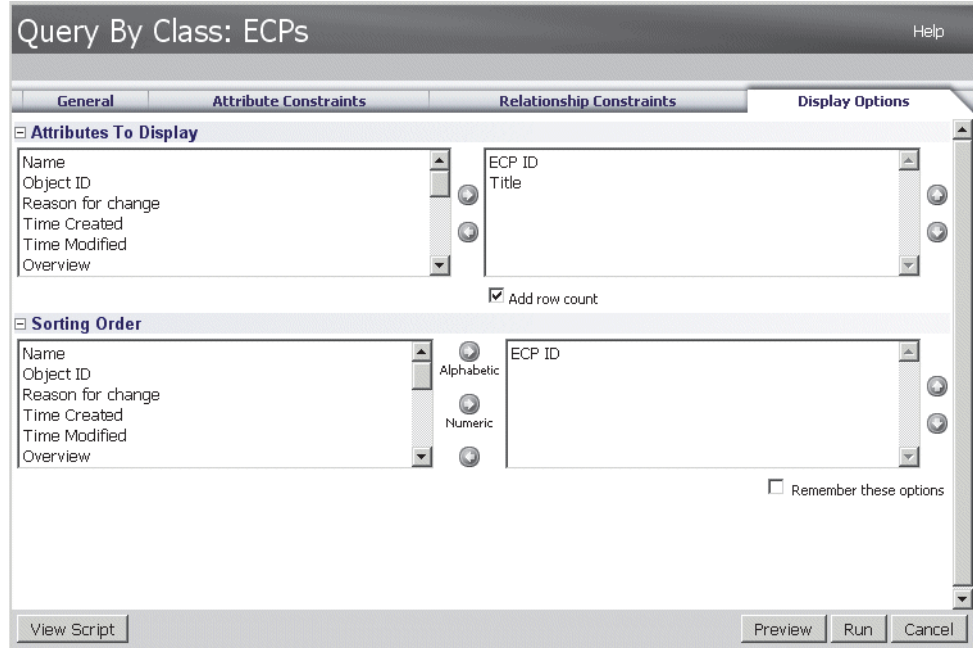 Query By Class: ECPs
Help
General
Attribute Constraints
Relationship Constraints
Display Options
Attributes To Display
Name
Object ID
Reason for change
Time Created
Time Modified
Overview
ECP ID
Title
Add row count
Sorting Order
Name
Object ID
Reason for change
Time Created
Time Modified
Overview
Alphabetic
Numeric
ECP ID
Remember these options
View Script
Preview
Run
Cancel